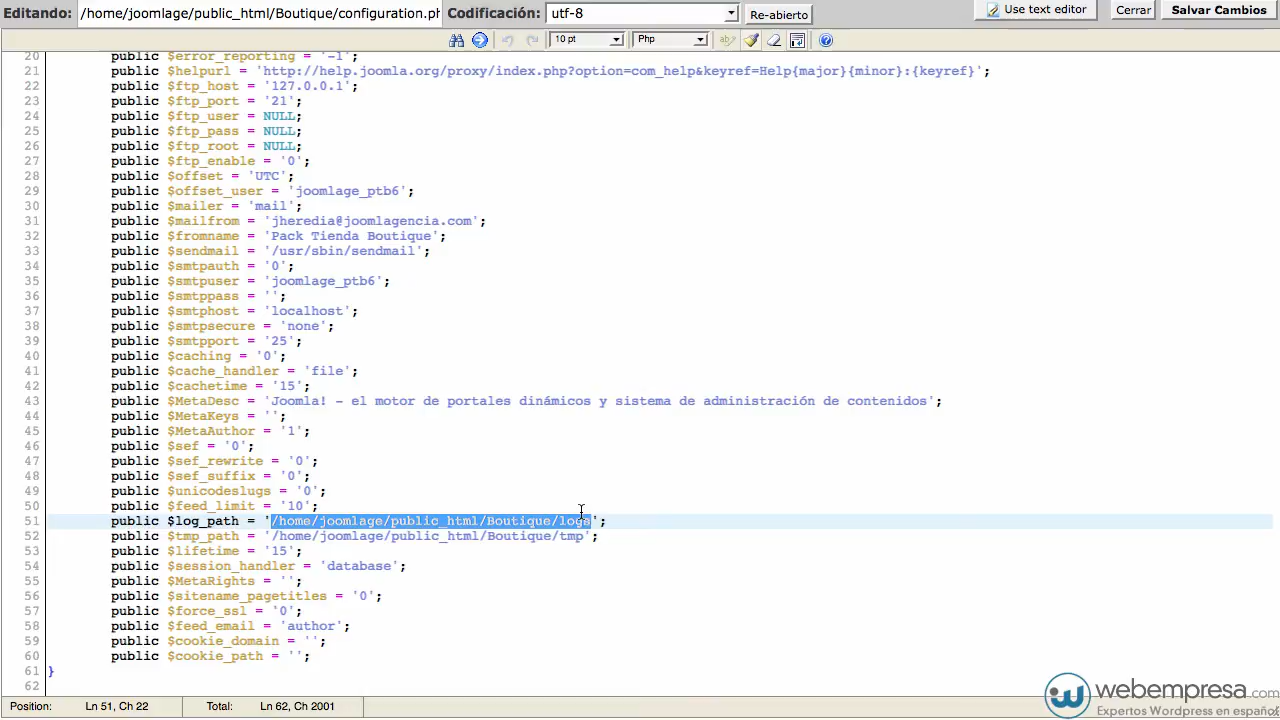 Editando: /home/joomlage/public_html/Boutique/configuration.ph Codificación: utf-8 Re-abierto Use text editor Cerrar Salvar Cambios
10 pt Php
20 public $error_reporting = '-1';
21 public $helpurl = 'http://help.joomla.org/proxy/index.php?option=com_help&keyref=Help{major}{minor}:{keyref}';
22 public $ftp_host = '127.0.0.1';
23 public $ftp_port = '21';
24 public $ftp_user = NULL;
25 public $ftp_pass = NULL;
26 public $ftp_root = NULL;
27 public $ftp_enable = '0';
28 public $offset = 'UTC';
29 public $offset_user = 'joomlage_ptb6';
30 public $mailer = 'mail';
31 public $mailfrom = 'jheredia@joomlagencia.com';
32 public $fromname = 'Pack Tienda Boutique';
33 public $sendmail = '/usr/sbin/sendmail';
34 public $smtpauth = '0';
35 public $smtpuser = 'joomlage_ptb6';
36 public $smtppass = '';
37 public $smtphost = 'localhost';
38 public $smtpsecure = 'none';
39 public $smtpport = '25';
40 public $caching = '0';
41 public $cache_handler = 'file';
42 public $cachetime = '15';
43 public $MetaDesc = 'Joomla! - el motor de portales dinámicos y sistema de administración de contenidos';
44 public $MetaKeys = '';
45 public $MetaAuthor = '1';
46 public $sef = '0';
47 public $sef_rewrite = '0';
48 public $sef_suffix = '0';
49 public $unicodeslugs = '0';
50 public $feed_limit = '10';
51 public $log_path = '/home/joomlage/public_html/Boutique/logs';
52 public $tmp_path = '/home/joomlage/public_html/Boutique/tmp';
53 public $lifetime = '15';
54 public $session_handler = 'database';
55 public $MetaRights = '';
56 public $sitename_pagetitles = '0';
57 public $force_ssl = '0';
58 public $feed_email = 'author';
59 public $cookie_domain = '';
60 public $cookie_path = '';
61 }
62
Position: Ln 51, Ch 22 Total: Ln 62, Ch 2001
webempresa.com
Expertos Wordpress en español